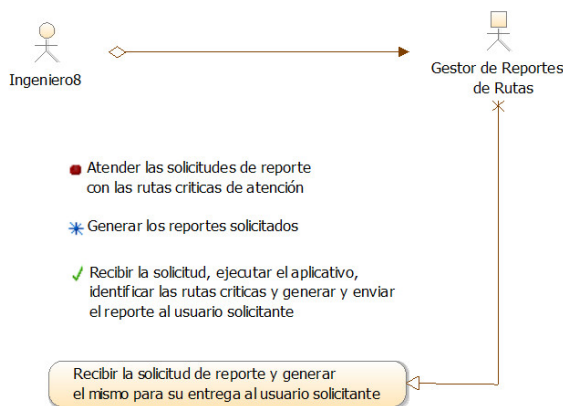 Ingeniero8
Gestor de Reportes
de Rutas
Atender las solicitudes de reporte
con las rutas criticas de atención
Generar los reportes solicitados
Recibir la solicitud, ejecutar el aplicativo,
identificar las rutas criticas y generar y enviar
el reporte al usuario solicitante
Recibir la solicitud de reporte y generar
el mismo para su entrega al usuario solicitante